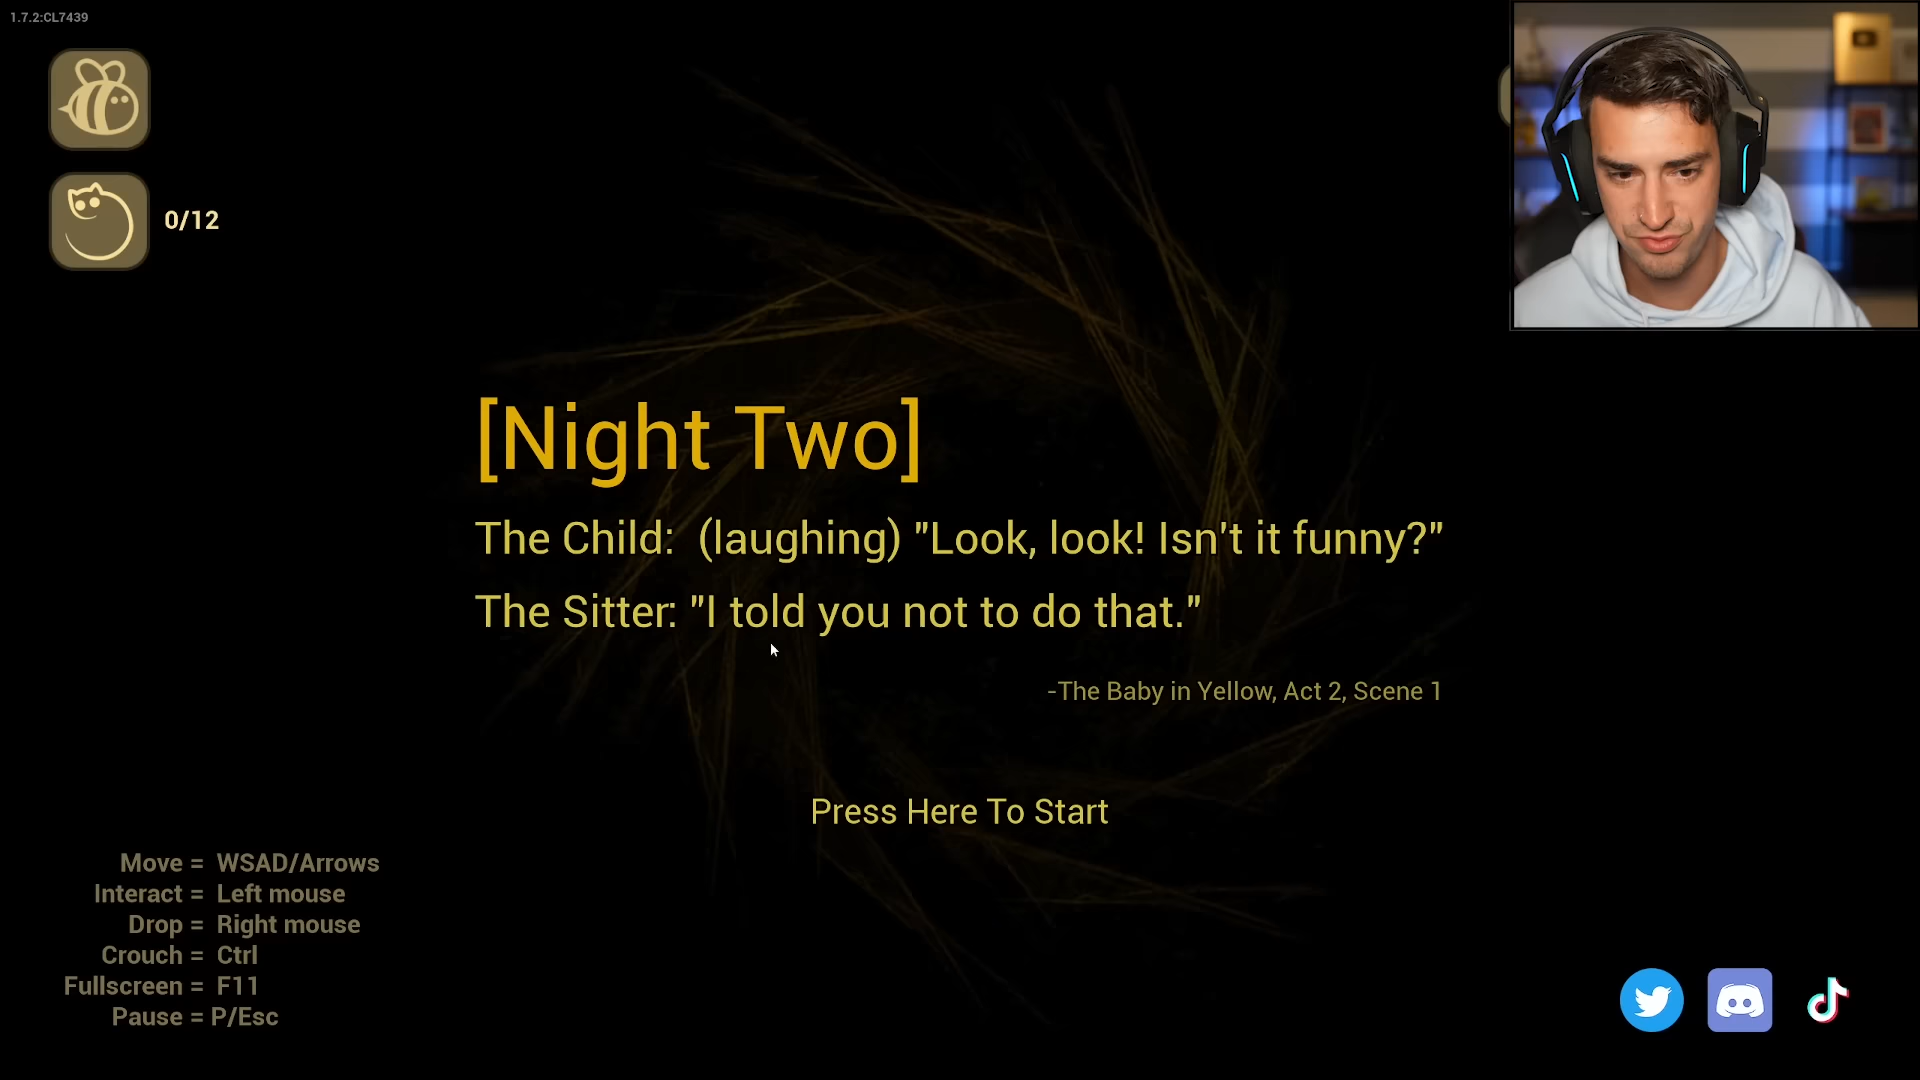 1.7.2:CL7439
0/12
[Night Two]
The Child:  (laughing) "Look, look! Isn't it funny?"
The Sitter: "I told you not to do that."
-The Baby in Yellow, Act 2, Scene 1
Press Here To Start
Move = WSAD/Arrows
Interact = Left mouse
Drop = Right mouse
Crouch = Ctrl
Fullscreen = F11
Pause = P/Esc